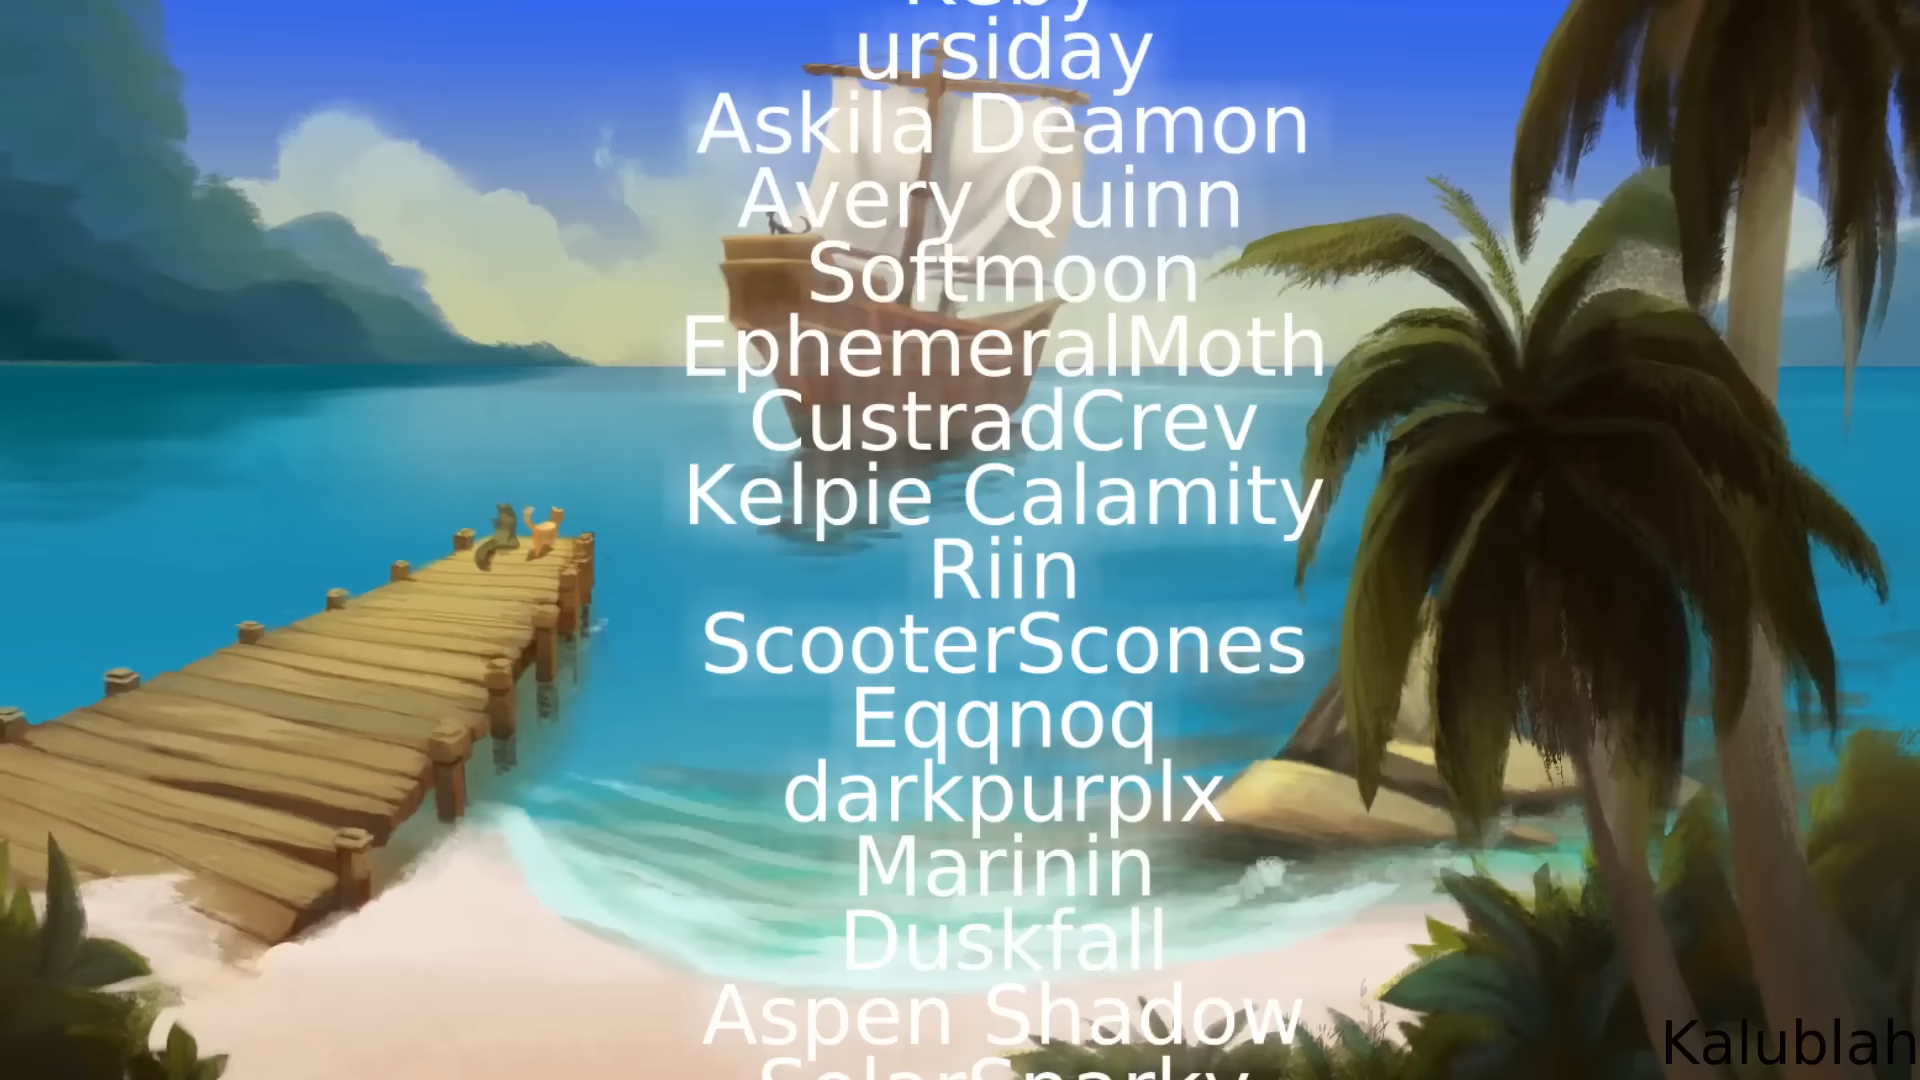 ursiday
Askila Deamon
Avery Quinn
Softmoon
EphemeralMoth
CustradCrev
Kelpie Calamity
Riin
ScooterScones
Eqqnoq
darkpurplx
Marinin
Duskfall
Aspen Shadow
SolarSparky
Kalublah